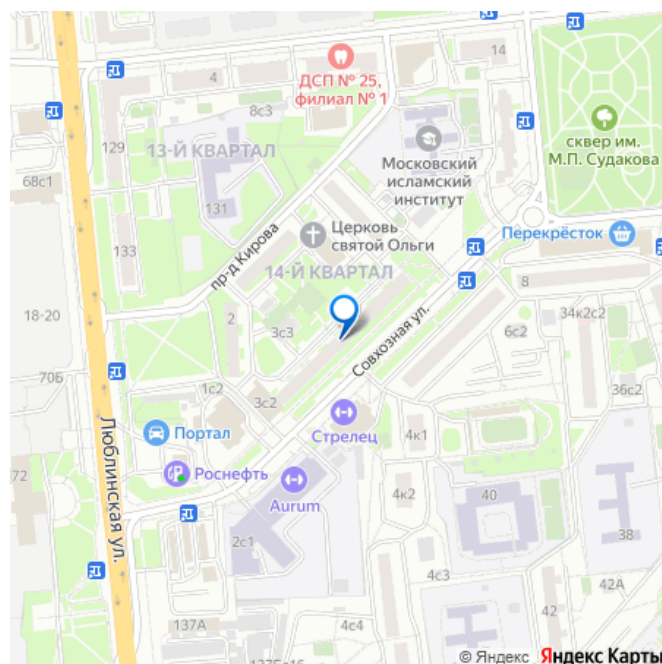 14
4
ДСП № 25,
филиал № 1
8с3
сквер им.
М.П. Судакова
129
13-Й КВАРТАЛ
Московский
исламский
институт
68с1
131
Церковь
святой Ольги
Перекрёсток
133
пр-д Кирова
14-Й КВАРТАЛ
8
18-20
2
3с3
Совхозная ул.
6с2
34к2с2
70Б
1с2
3с2
36с2
Люблинская ул.
Портал
Стрелец
4к1
Роснефть
72
Aurum
4к2
40
38
2с1
4с3
42А
42
137А
4с4
137Бс16
© Яндекс Яндекс Карты